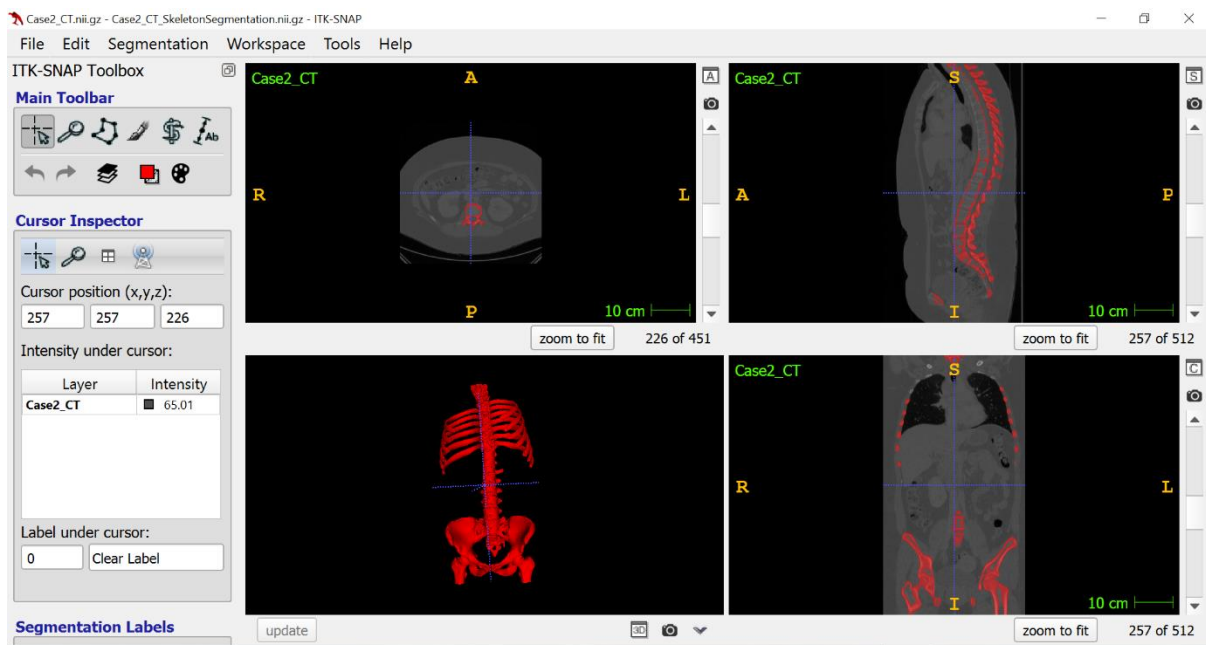 Case2_CT.nii.gz - Case2_CT_SkeletonSegmentation.nii.gz - ITK-SNAP
File Edit Segmentation Workspace Tools Help
ITK-SNAP Toolbox
Main Toolbar
Ab
Cursor Inspector
Cursor position (x,y,z):
257 257 226
Intensity under cursor:
Layer Intensity
Case2_CT 65.01
Label under cursor:
0 Clear Label
Segmentation Labels
Case2_CT
A
R
L
P
10 cm
A
zoom to fit 226 of 451
Case2_CT
S
A
P
I
10 cm
S
zoom to fit 257 of 512
update
3D
Case2_CT
S
R
L
I
10 cm
C
zoom to fit 257 of 512